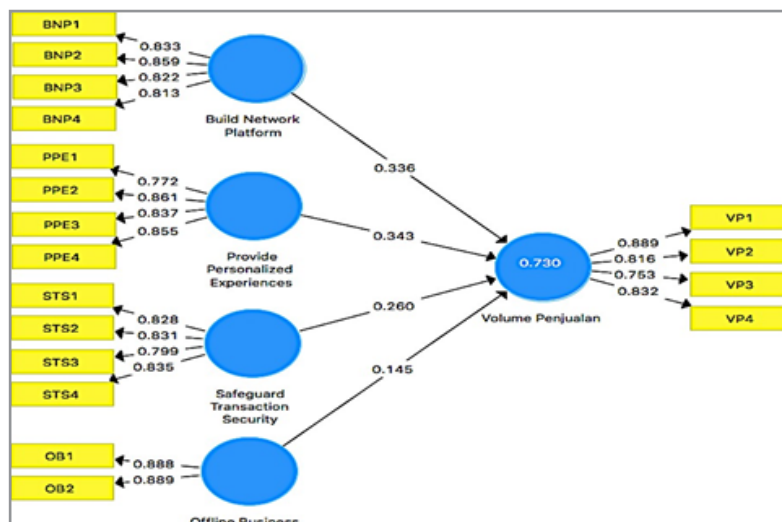 BNP1
0.833
BNP2
0.859
BNP3
0.822
BNP4
0.813
Build Network
Platform
0.336
PPE1
0.772
PPE2
0.861
PPE3
0.837
PPE4
0.855
Provide
Personalized
Experiences
0.343
STS1
0.828
STS2
0.831
STS3
0.799
STS4
0.835
Safeguard
Transaction
Security
0.260
OB1
0.888
OB2
0.889
Offline Business
0.145
0.730
Volume Penjualan
VP1
0.889
VP2
0.816
VP3
0.753
VP4
0.832